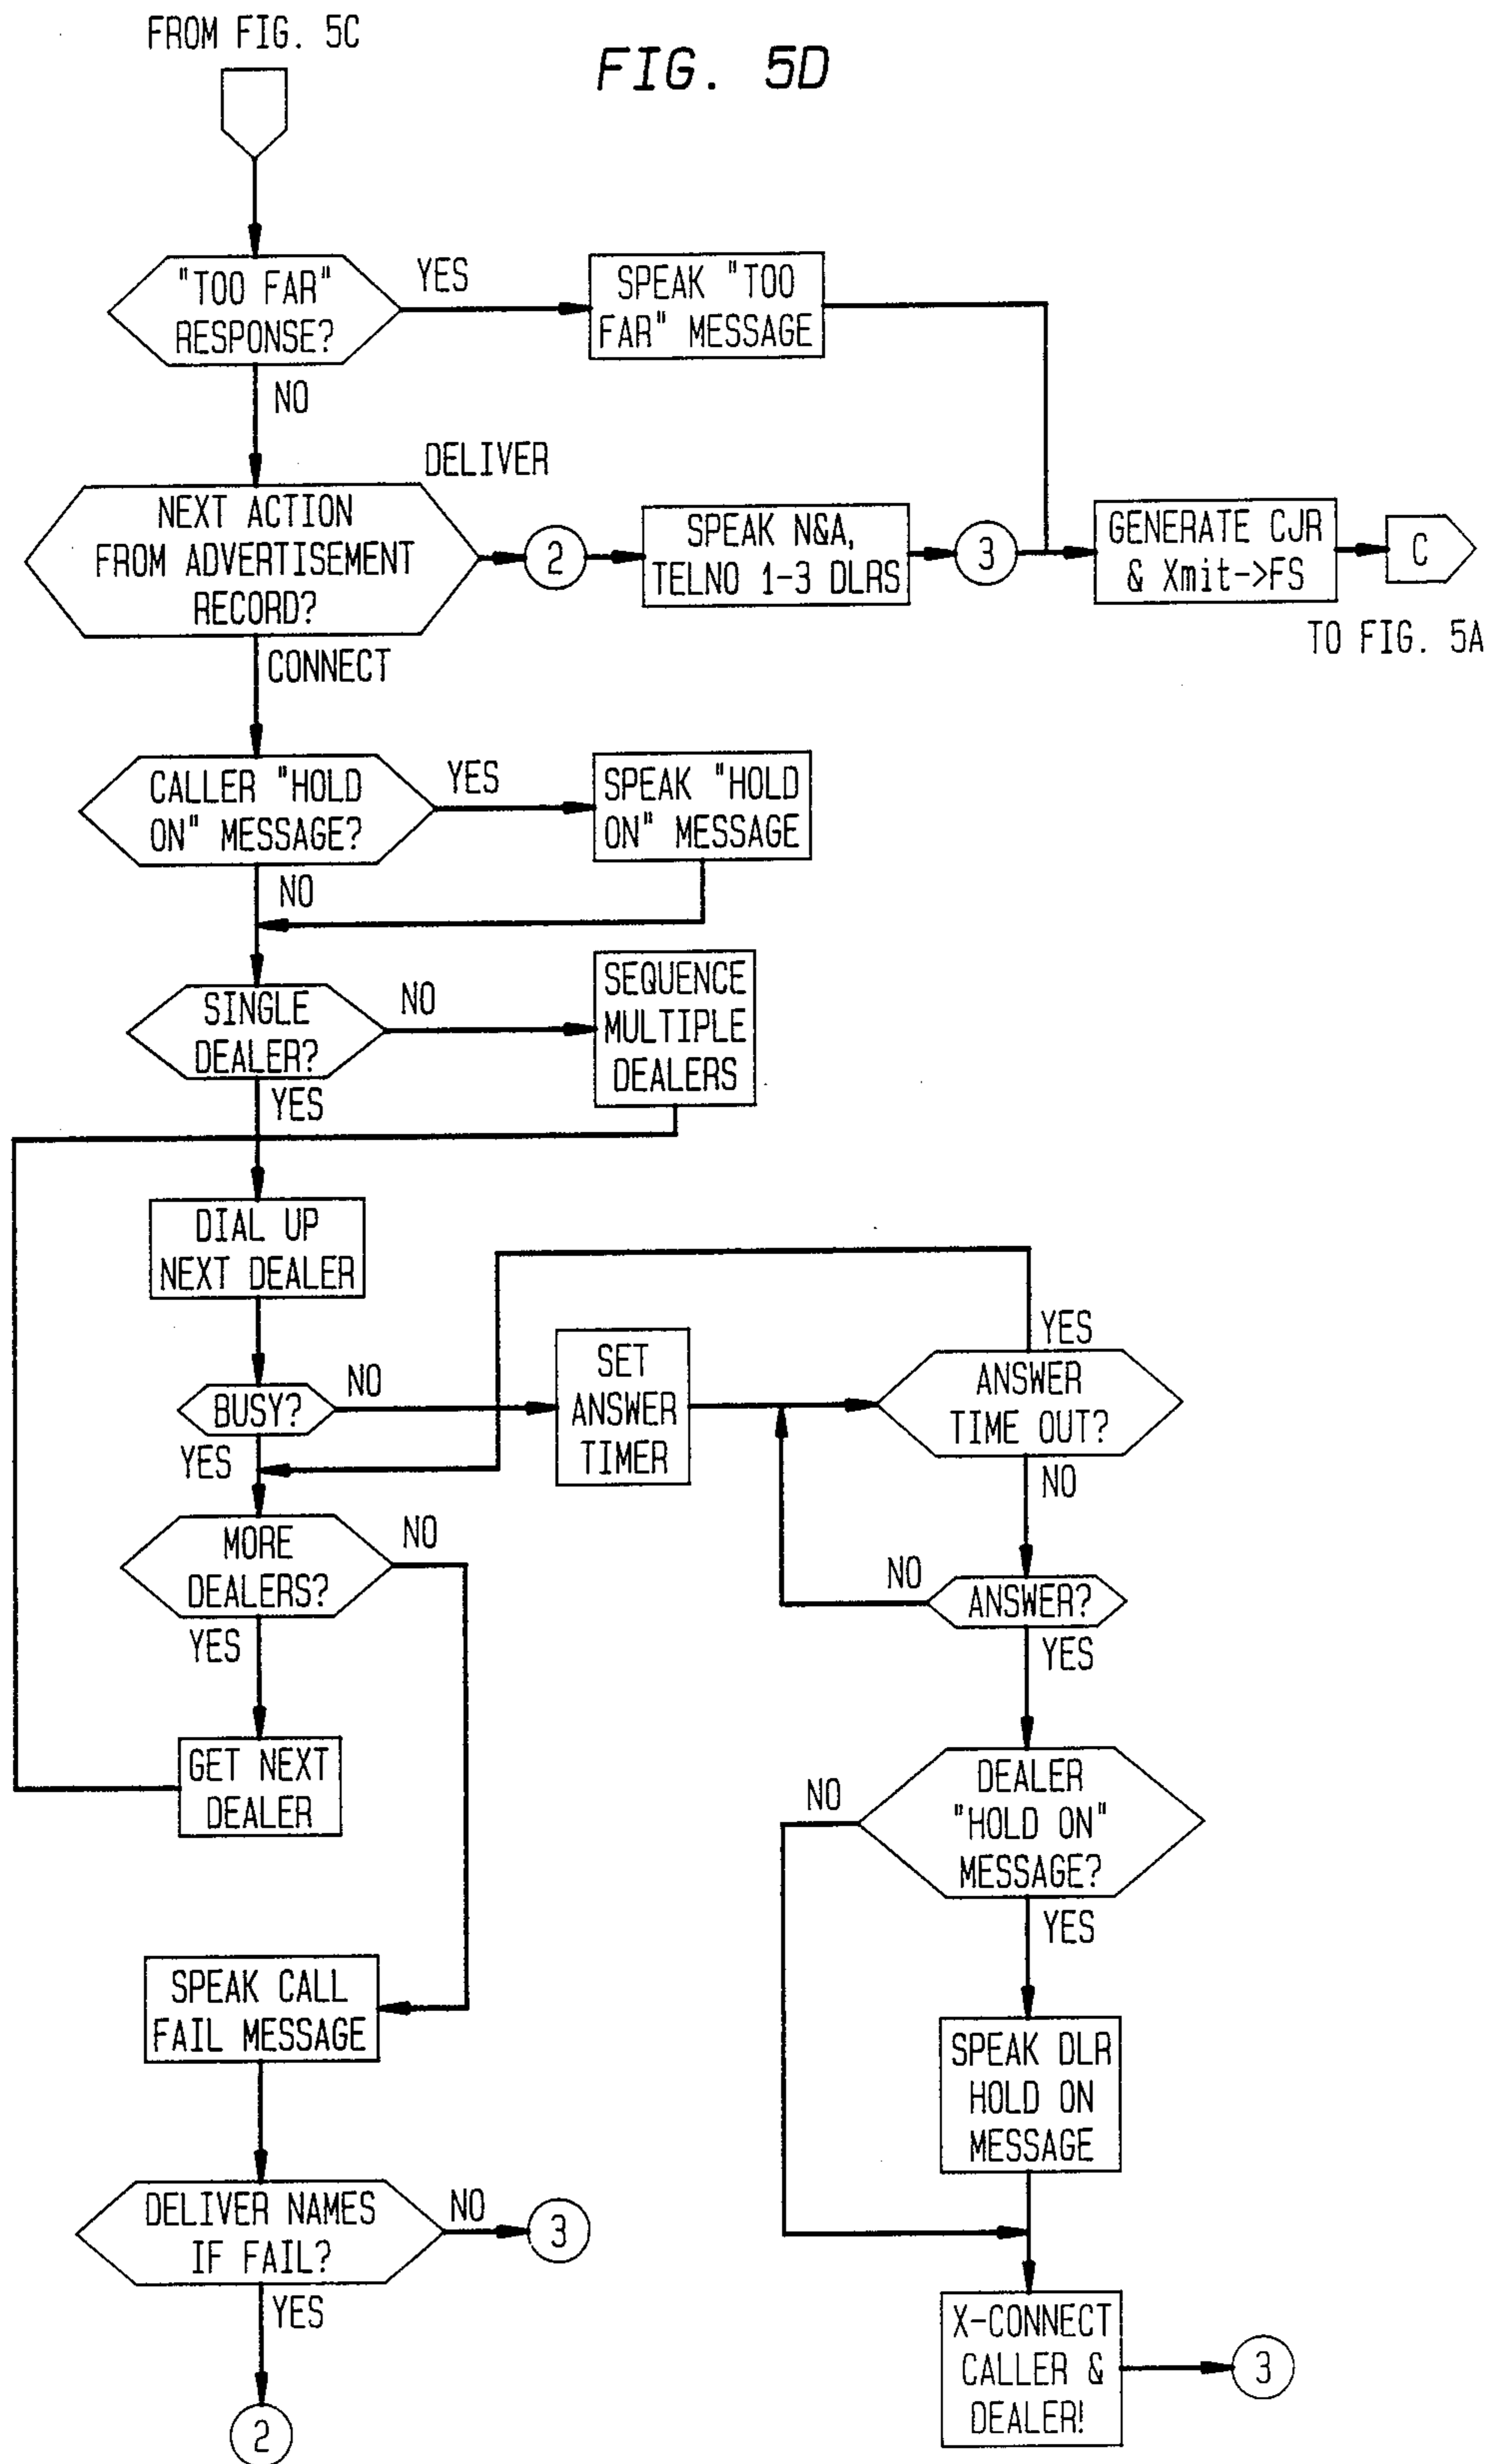 FROM FIG. 5C
FIG. 5D
"TOO FAR"
RESPONSE?
YES
SPEAK "TOO
FAR" MESSAGE
NO
NEXT ACTION
FROM ADVERTISEMENT
RECORD?
DELIVER
2
SPEAK N&A,
TELNO 1-3 DLRS
3
GENERATE CJR
& Xmit->FS
C
TO FIG. 5A
CONNECT
CALLER "HOLD
ON" MESSAGE?
YES
SPEAK "HOLD
ON" MESSAGE
NO
SINGLE
DEALER?
NO
SEQUENCE
MULTIPLE
DEALERS
YES
DIAL UP
NEXT DEALER
BUSY?
NO
SET
ANSWER
TIMER
YES
ANSWER
TIME OUT?
YES
NO
MORE
DEALERS?
NO
NO
ANSWER?
YES
YES
GET NEXT
DEALER
NO
DEALER
"HOLD ON"
MESSAGE?
YES
SPEAK CALL
FAIL MESSAGE
SPEAK DLR
HOLD ON
MESSAGE
DELIVER NAMES
IF FAIL?
NO
3
YES
2
X-CONNECT
CALLER &
DEALER!
3